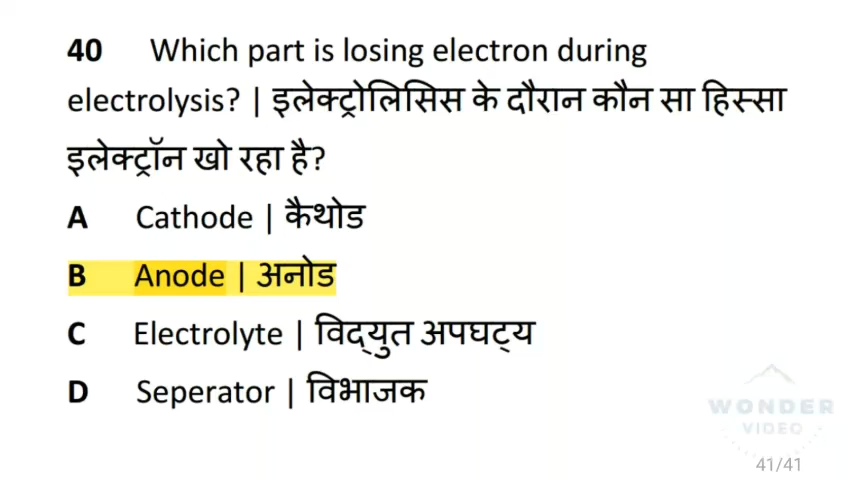 40 Which part is losing electron during
electrolysis? | इलेक्ट्रोलिसिस के दौरान कौन सा हिस्सा
इलेक्ट्रॉन खो रहा है?
A Cathode | कैथोड
B Anode | अनोड
C Electrolyte | विद्युत अपघट्य
D Seperator | विभाजक
WONDER
VIDEO
41/41